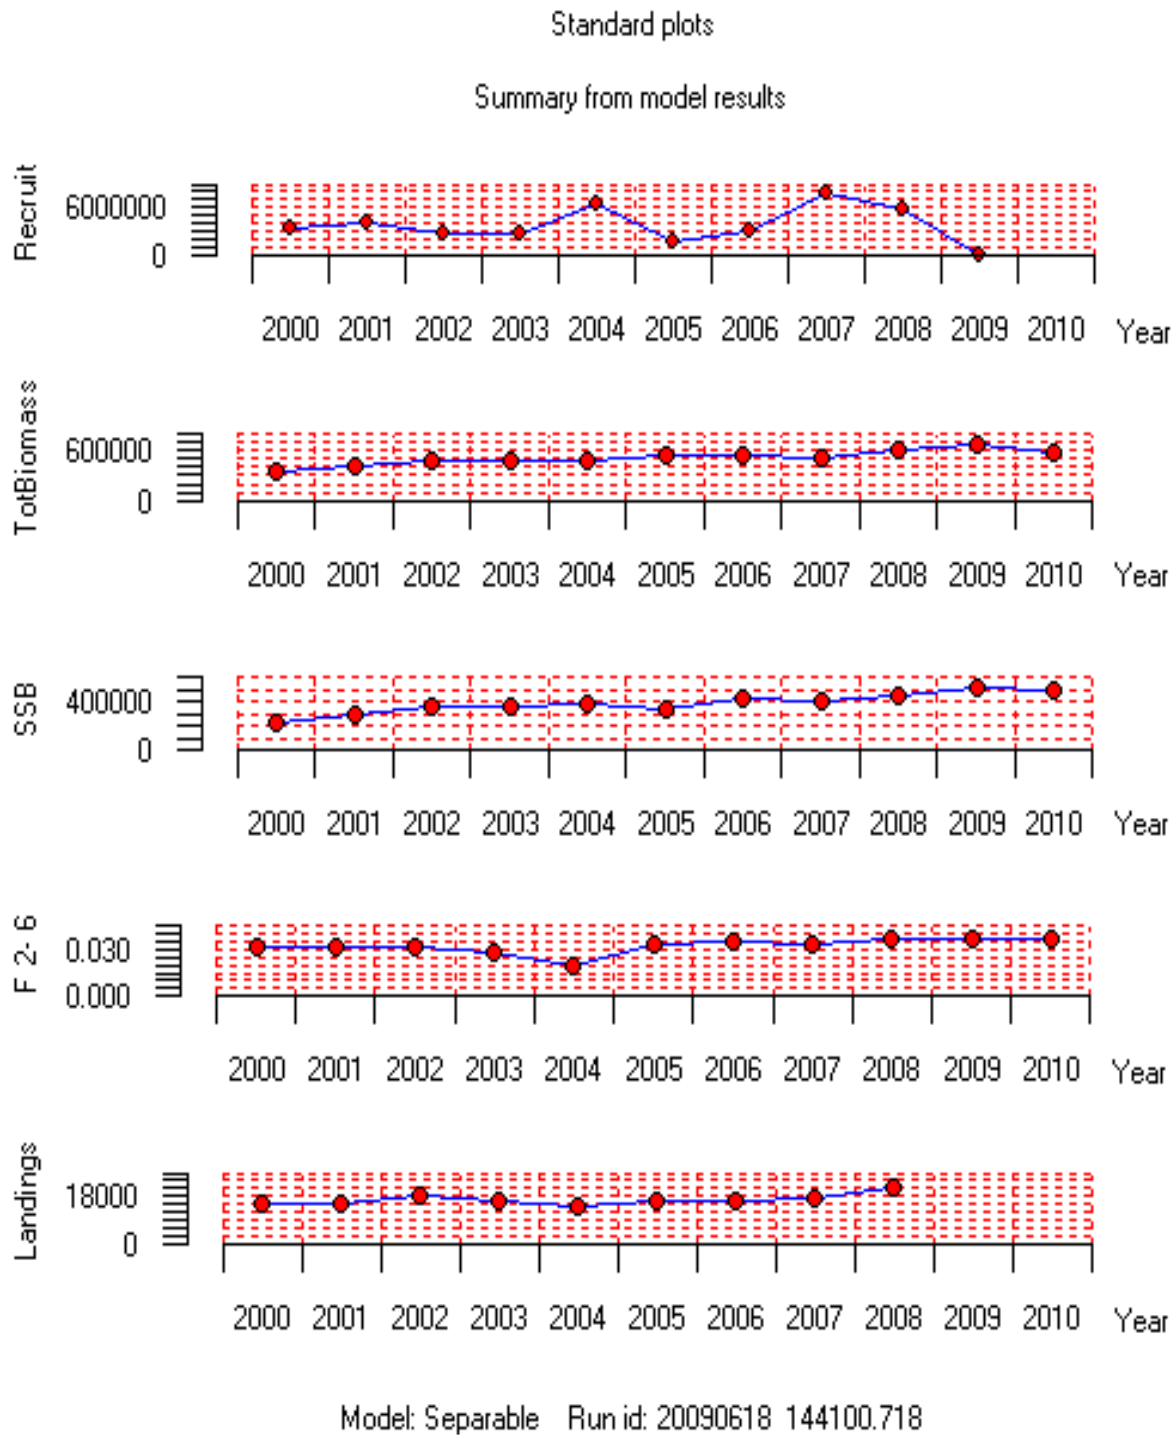 Standard plots
Summary from model results
Recruit
6000000
0
2000 2001 2002 2003 2004 2005 2006 2007 2008 2009 2010 Year
TotBiomass
600000
0
2000 2001 2002 2003 2004 2005 2006 2007 2008 2009 2010 Year
SSB
400000
0
2000 2001 2002 2003 2004 2005 2006 2007 2008 2009 2010 Year
F 2- 6
0.030
0.000
2000 2001 2002 2003 2004 2005 2006 2007 2008 2009 2010 Year
Landings
18000
0
2000 2001 2002 2003 2004 2005 2006 2007 2008 2009 2010 Year
Model: Separable Run id: 20090618 144100.718